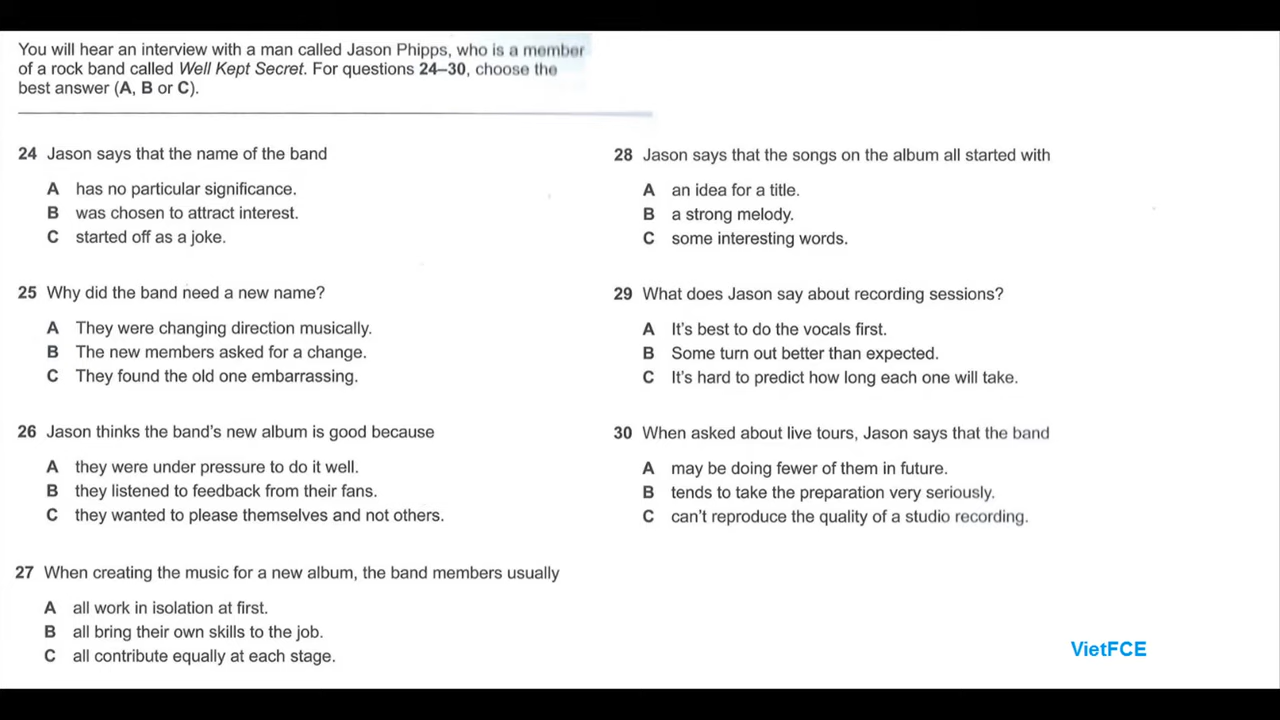 You will hear an interview with a man called Jason Phipps, who is a member
of a rock band called Well Kept Secret. For questions 24–30, choose the
best answer (A, B or C).
24 Jason says that the name of the band
A has no particular significance.
B was chosen to attract interest.
C started off as a joke.
25 Why did the band need a new name?
A They were changing direction musically.
B The new members asked for a change.
C They found the old one embarrassing.
26 Jason thinks the band's new album is good because
A they were under pressure to do it well.
B they listened to feedback from their fans.
C they wanted to please themselves and not others.
27 When creating the music for a new album, the band members usually
A all work in isolation at first.
B all bring their own skills to the job.
C all contribute equally at each stage.
28 Jason says that the songs on the album all started with
A an idea for a title.
B a strong melody.
C some interesting words.
29 What does Jason say about recording sessions?
A It's best to do the vocals first.
B Some turn out better than expected.
C It's hard to predict how long each one will take.
30 When asked about live tours, Jason says that the band
A may be doing fewer of them in future.
B tends to take the preparation very seriously.
C can't reproduce the quality of a studio recording.
VietFCE